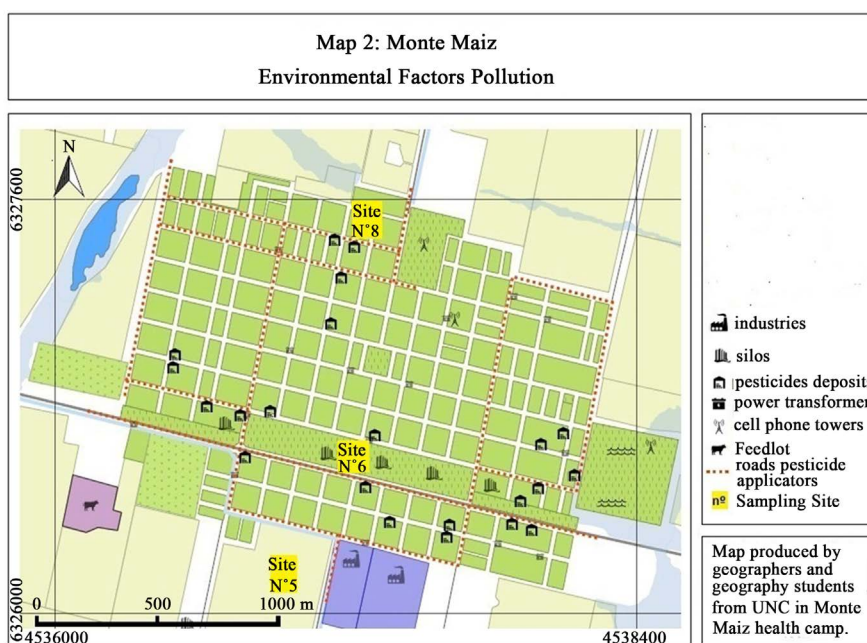 Map 2: Monte Maiz
Environmental Factors Pollution
N
6327600
6326000
Site
N°8
Site
N°6
Site
N°5
0 500 1000 m
4536000 4538400
industries
silos
pesticides deposit
power transformer
cell phone towers
Feedlot
roads pesticide
applicators
nº Sampling Site
Map produced by
geographers and
geography students
from UNC in Monte
Maiz health camp.